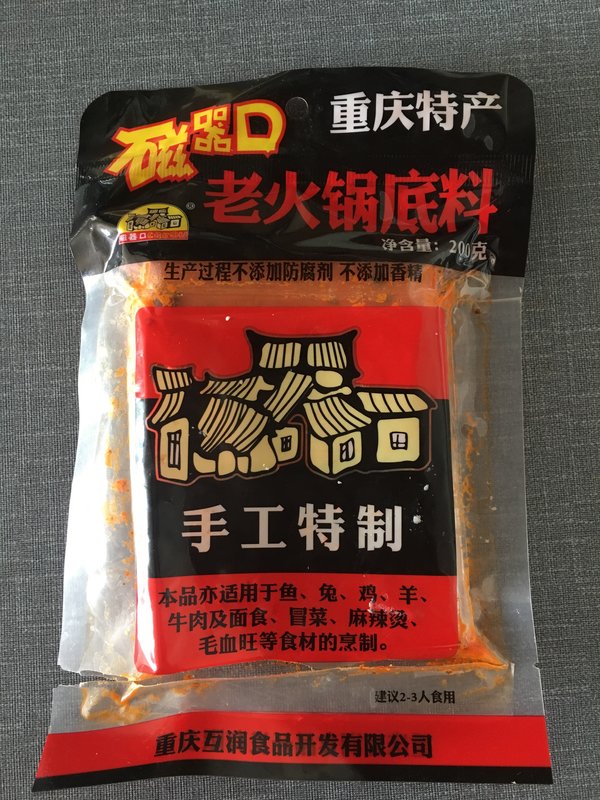 重庆特产
磁器口
老火锅底料
®
净含量：200克
生产过程不添加防腐剂 不添加香精
手工特制
本品亦适用于鱼、兔、鸡、羊、
牛肉及面食、冒菜、麻辣烫、
毛血旺等食材的烹制。
建议2-3人食用
重庆互润食品开发有限公司